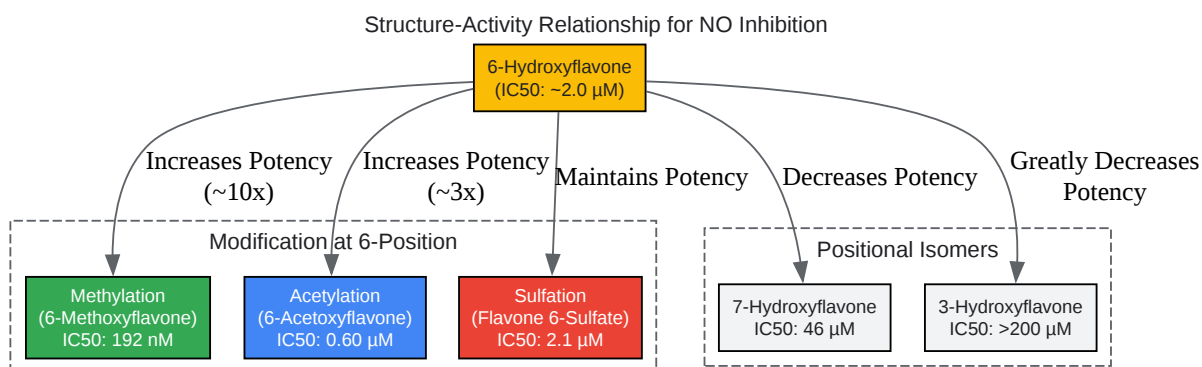 Structure-Activity Relationship for NO Inhibition
6-Hydroxyflavone
(IC50: ~2.0 µM)
Increases Potency
(~10x)
Increases Potency
(~3x)
Maintains Potency
Decreases Potency
Greatly Decreases
Potency
Modification at 6-Position
Methylation
(6-Methoxyflavone)
IC50: 192 nM
Acetylation
(6-Acetoxyflavone)
IC50: 0.60 µM
Sulfation
(Flavone 6-Sulfate)
IC50: 2.1 µM
Positional Isomers
7-Hydroxyflavone
IC50: 46 µM
3-Hydroxyflavone
IC50: >200 µM